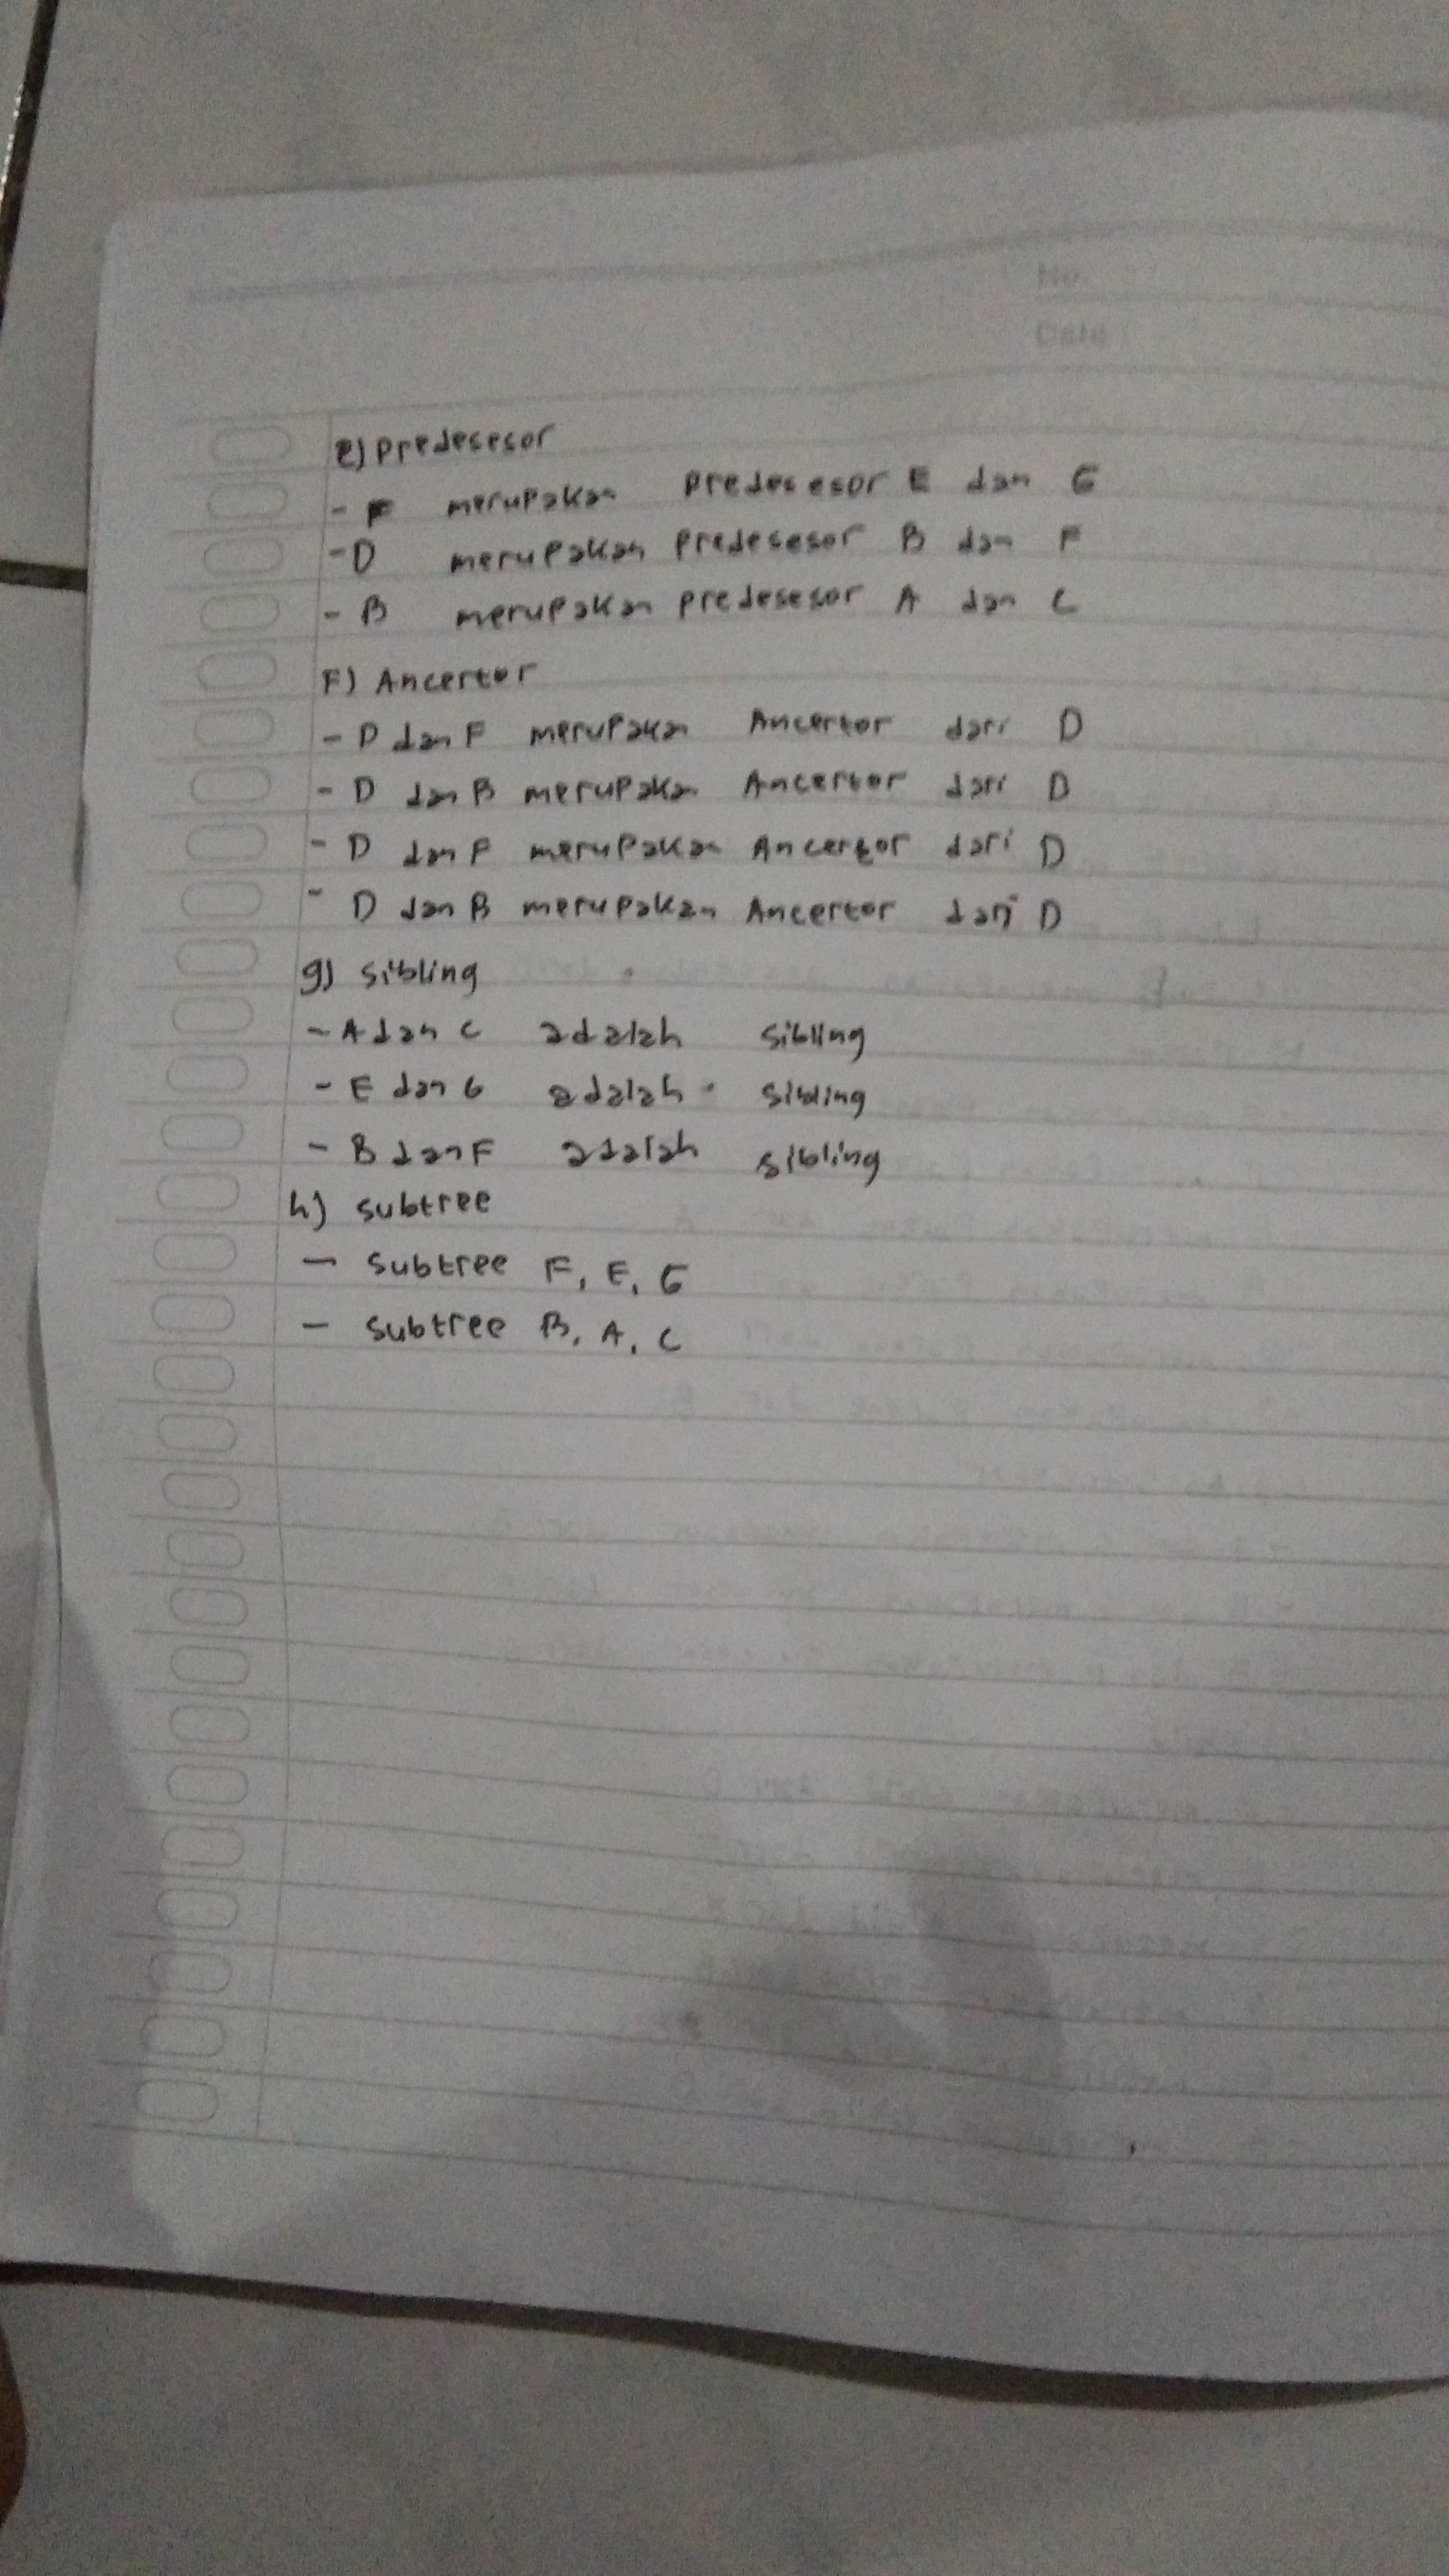 No.
Date
e) Predesesor
- F merupakan Predesesor E dan G
- D merupakan Predesesor B dan F
- B merupakan predesesor A dan C
F) Ancertor
- D dan F merupakan Ancertor dari D
- D dan B merupakan Ancertor dari D
- D dan F merupakan Ancertor dari D
- D dan B merupakan Ancertor dari D
g) sibling
- A dan C adalah sibling
- E dan G adalah sibling
- B dan F adalah sibling
h) subtree
- subtree F, E, G
- subtree B, A, C